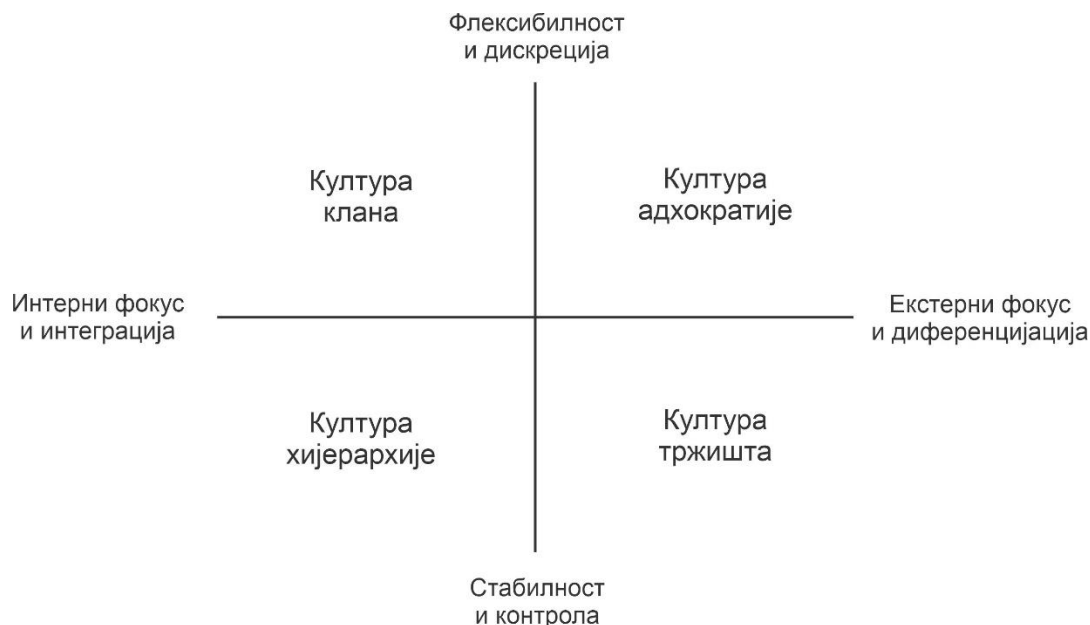 Флексибилност
и дискреција
Култура
клана
Култура
адхократије
Интерни фокус
и интеграција
Екстерни фокус
и диференцијација
Култура
хијерархије
Култура
тржишта
Стабилност
и контрола